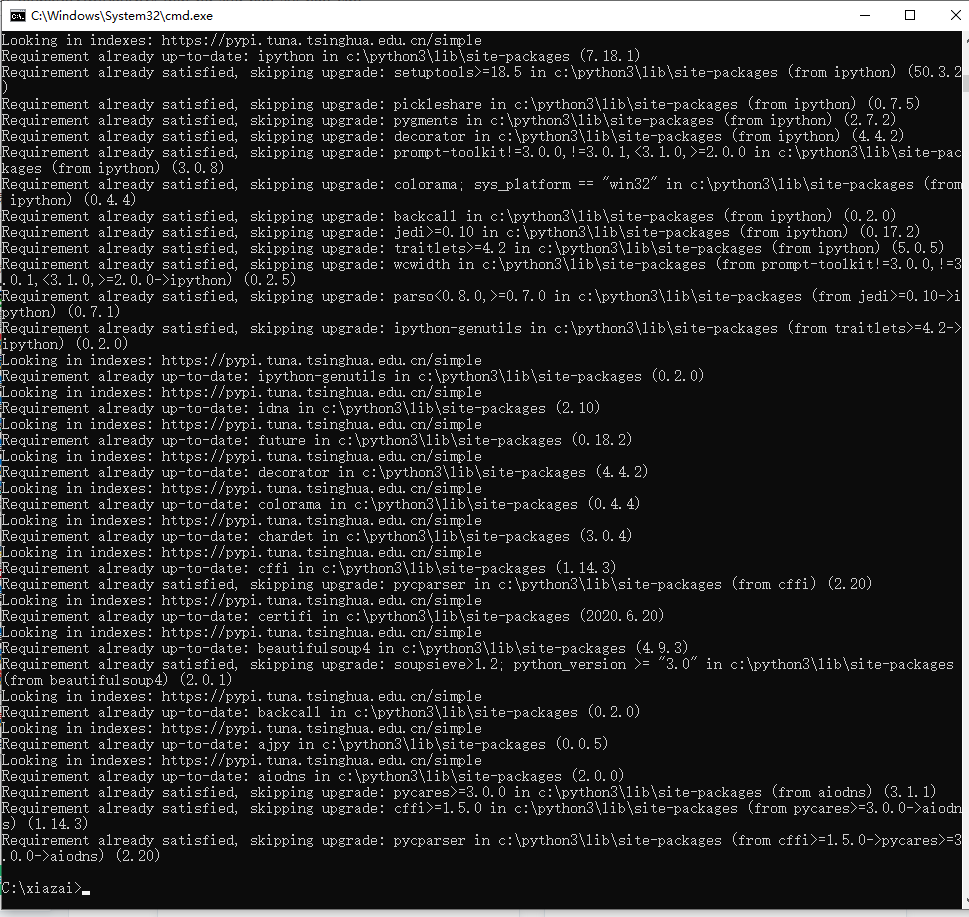 C:\Windows\System32\cmd.exe
Looking in indexes: https://pypi.tuna.tsinghua.edu.cn/simple
Requirement already up-to-date: ipython in c:\python3\lib\site-packages (7.18.1)
Requirement already satisfied, skipping upgrade: setuptools>=18.5 in c:\python3\lib\site-packages (from ipython) (50.3.2
)
Requirement already satisfied, skipping upgrade: pickleshare in c:\python3\lib\site-packages (from ipython) (0.7.5)
Requirement already satisfied, skipping upgrade: pygments in c:\python3\lib\site-packages (from ipython) (2.7.2)
Requirement already satisfied, skipping upgrade: decorator in c:\python3\lib\site-packages (from ipython) (4.4.2)
Requirement already satisfied, skipping upgrade: prompt-toolkit!=3.0.0,!=3.0.1,<3.1.0,>=2.0.0 in c:\python3\lib\site-pac
kages (from ipython) (3.0.8)
Requirement already satisfied, skipping upgrade: colorama; sys_platform == "win32" in c:\python3\lib\site-packages (from
 ipython) (0.4.4)
Requirement already satisfied, skipping upgrade: backcall in c:\python3\lib\site-packages (from ipython) (0.2.0)
Requirement already satisfied, skipping upgrade: jedi>=0.10 in c:\python3\lib\site-packages (from ipython) (0.17.2)
Requirement already satisfied, skipping upgrade: traitlets>=4.2 in c:\python3\lib\site-packages (from ipython) (5.0.5)
Requirement already satisfied, skipping upgrade: wcwidth in c:\python3\lib\site-packages (from prompt-toolkit!=3.0.0,!=3
.0.1,<3.1.0,>=2.0.0->ipython) (0.2.5)
Requirement already satisfied, skipping upgrade: parso<0.8.0,>=0.7.0 in c:\python3\lib\site-packages (from jedi>=0.10->i
python) (0.7.1)
Requirement already satisfied, skipping upgrade: ipython-genutils in c:\python3\lib\site-packages (from traitlets>=4.2->
ipython) (0.2.0)
Looking in indexes: https://pypi.tuna.tsinghua.edu.cn/simple
Requirement already up-to-date: ipython-genutils in c:\python3\lib\site-packages (0.2.0)
Looking in indexes: https://pypi.tuna.tsinghua.edu.cn/simple
Requirement already up-to-date: idna in c:\python3\lib\site-packages (2.10)
Looking in indexes: https://pypi.tuna.tsinghua.edu.cn/simple
Requirement already up-to-date: future in c:\python3\lib\site-packages (0.18.2)
Looking in indexes: https://pypi.tuna.tsinghua.edu.cn/simple
Requirement already up-to-date: decorator in c:\python3\lib\site-packages (4.4.2)
Looking in indexes: https://pypi.tuna.tsinghua.edu.cn/simple
Requirement already up-to-date: colorama in c:\python3\lib\site-packages (0.4.4)
Looking in indexes: https://pypi.tuna.tsinghua.edu.cn/simple
Requirement already up-to-date: chardet in c:\python3\lib\site-packages (3.0.4)
Looking in indexes: https://pypi.tuna.tsinghua.edu.cn/simple
Requirement already up-to-date: cffi in c:\python3\lib\site-packages (1.14.3)
Requirement already satisfied, skipping upgrade: pycparser in c:\python3\lib\site-packages (from cffi) (2.20)
Looking in indexes: https://pypi.tuna.tsinghua.edu.cn/simple
Requirement already up-to-date: certifi in c:\python3\lib\site-packages (2020.6.20)
Looking in indexes: https://pypi.tuna.tsinghua.edu.cn/simple
Requirement already up-to-date: beautifulsoup4 in c:\python3\lib\site-packages (4.9.3)
Requirement already satisfied, skipping upgrade: soupsieve>1.2; python_version >= "3.0" in c:\python3\lib\site-packages
(from beautifulsoup4) (2.0.1)
Looking in indexes: https://pypi.tuna.tsinghua.edu.cn/simple
Requirement already up-to-date: backcall in c:\python3\lib\site-packages (0.2.0)
Looking in indexes: https://pypi.tuna.tsinghua.edu.cn/simple
Requirement already up-to-date: ajpy in c:\python3\lib\site-packages (0.0.5)
Looking in indexes: https://pypi.tuna.tsinghua.edu.cn/simple
Requirement already up-to-date: aiodns in c:\python3\lib\site-packages (2.0.0)
Requirement already satisfied, skipping upgrade: pycares>=3.0.0 in c:\python3\lib\site-packages (from aiodns) (3.1.1)
Requirement already satisfied, skipping upgrade: cffi>=1.5.0 in c:\python3\lib\site-packages (from pycares>=3.0.0->aiodn
s) (1.14.3)
Requirement already satisfied, skipping upgrade: pycparser in c:\python3\lib\site-packages (from cffi>=1.5.0->pycares>=3
.0.0->aiodns) (2.20)
C:\xiazai>